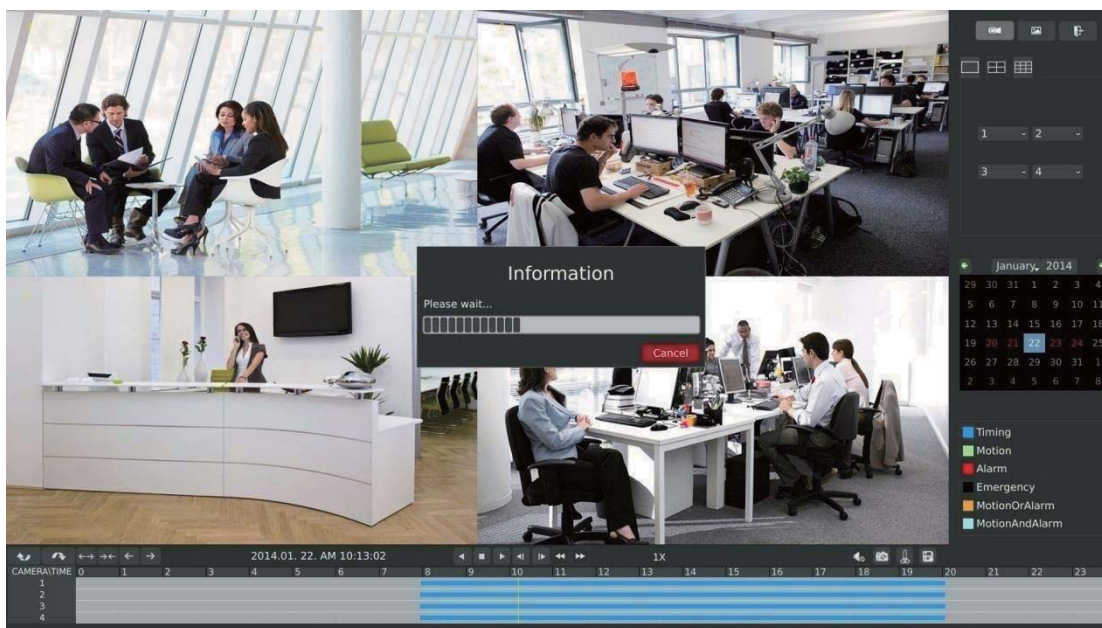 1 2
3 4
Information
Please wait...
Cancel
January 2014
29 30 31 1 2 3 4
5 6 7 8 9 10 11
12 13 14 15 16 17 18
19 20 21 22 23 24 25
26 27 28 29 30 31 1
2 3 4 5 6 7 8
Timing
Motion
Alarm
Emergency
MotionOrAlarm
MotionAndAlarm
2014.01. 22. AM 10:13:02 1X
CAMERA\TIME 0 1 2 3 4 5 6 7 8 9 10 11 12 13 14 15 16 17 18 19 20 21 22 23
1
2
3
4